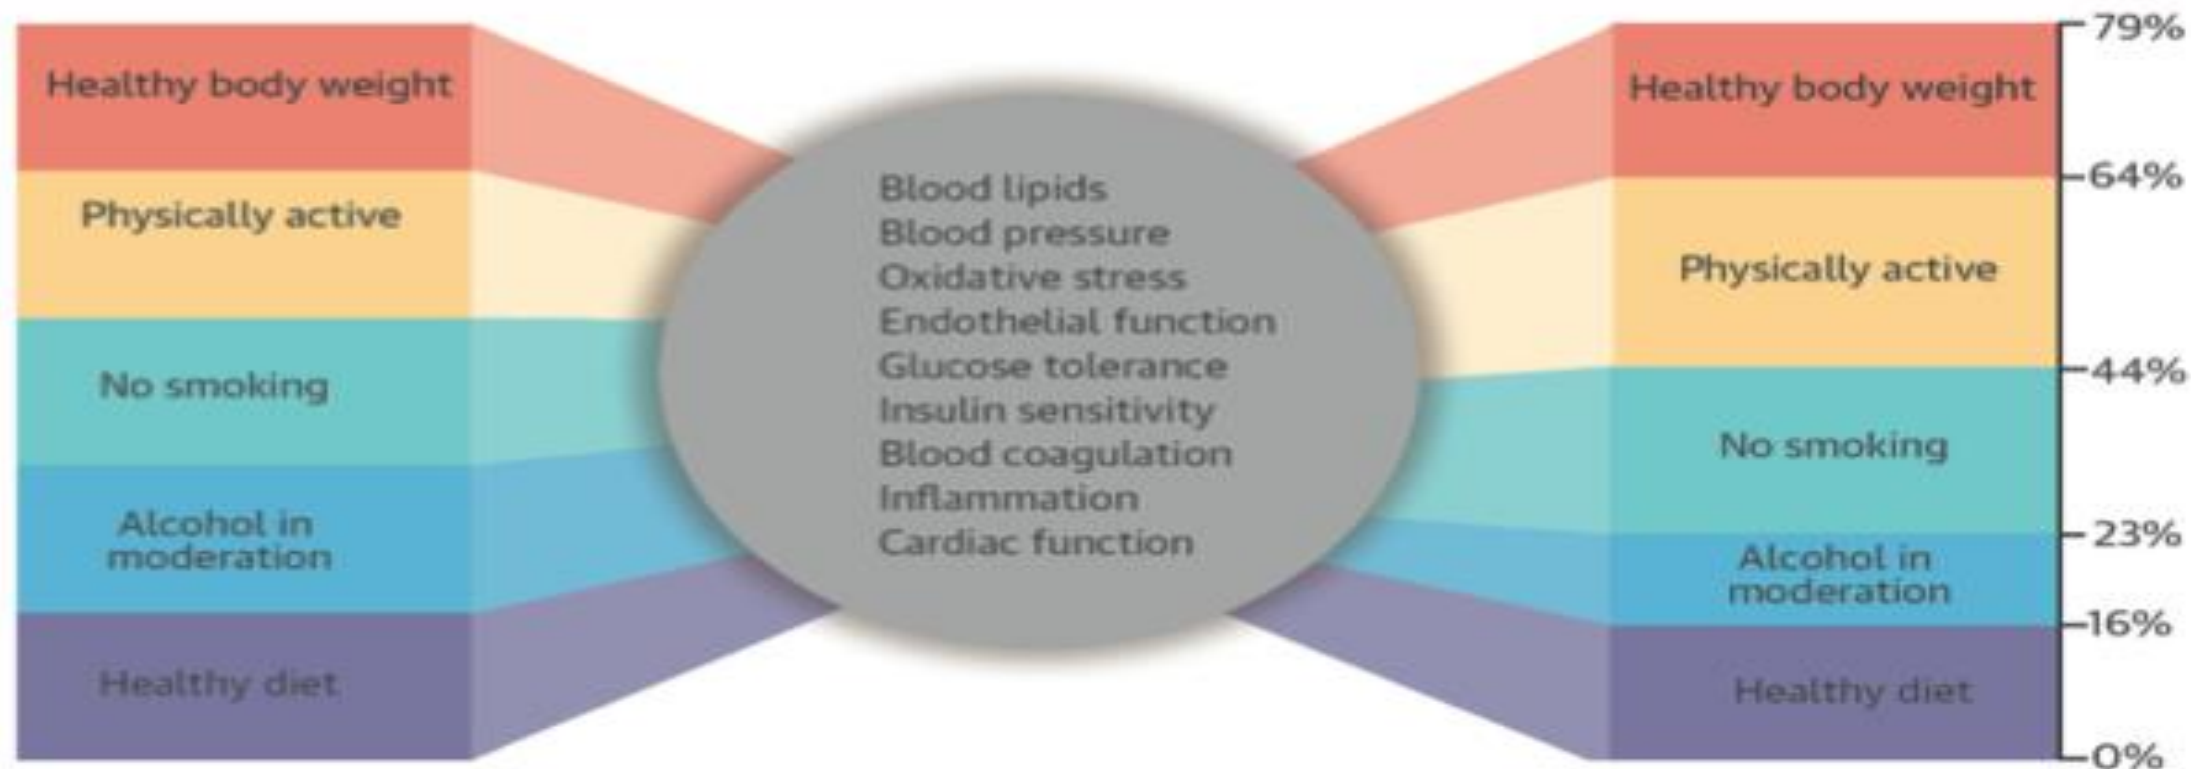 Healthy body weight
Physically active
No smoking
Alcohol in
moderation
Healthy diet
Blood lipids
Blood pressure
Oxidative stress
Endothelial function
Glucose tolerance
Insulin sensitivity
Blood coagulation
Inflammation
Cardiac function
Healthy body weight
Physically active
No smoking
Alcohol in
moderation
Healthy diet
79%
64%
44%
23%
16%
0%